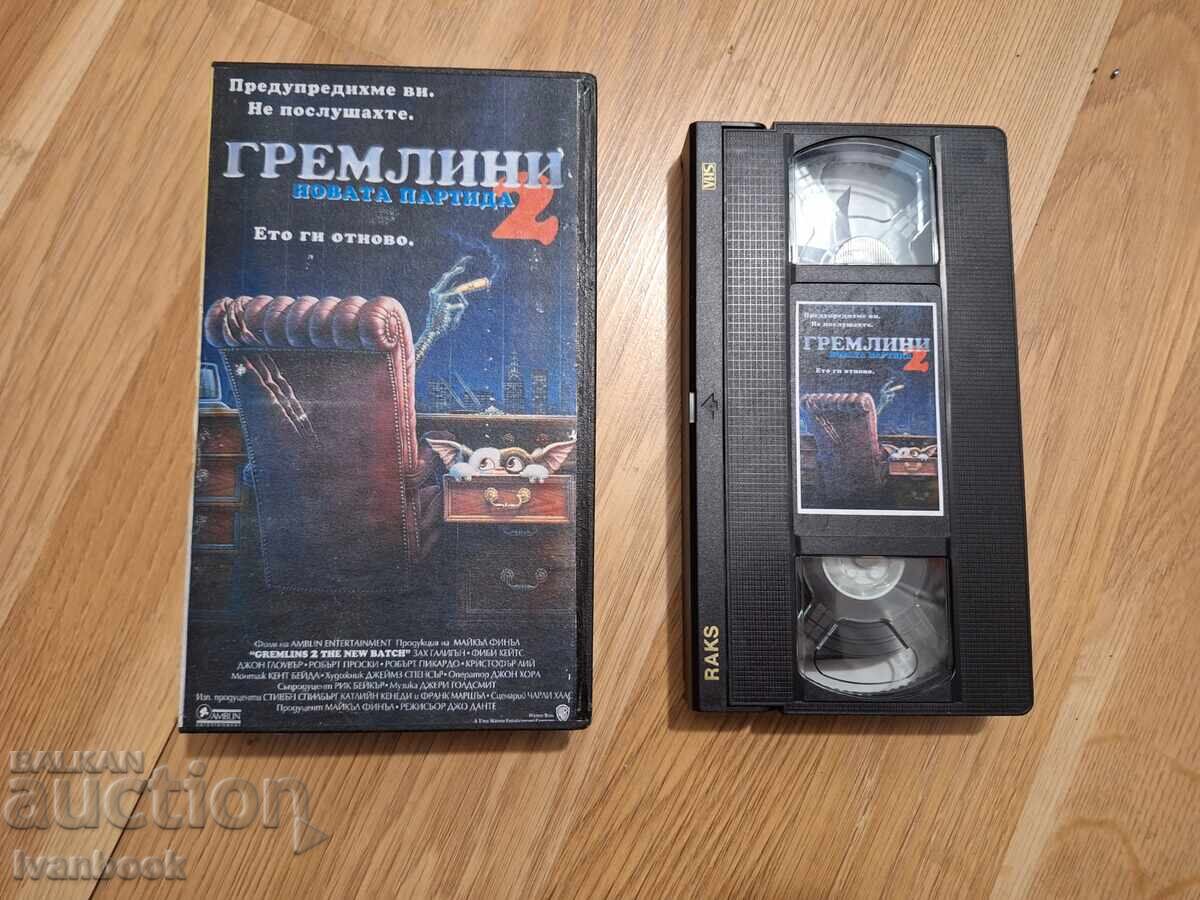 Предупредихме ви.
Не послушахте.
ГРЕМЛИНИ
НОВАТА ПАРТИДА 2
Ето ги отново.
Филм на AMBLIN ENTERTAINMENT Продукция на МАЙКЪЛ ФИНЪЛ
"GREMLINS 2 THE NEW BATCH" ЗАХ ГАЛИГЪН • ФИБИ КЕЙТС
ДЖОН ГЛОУВЪР • РОБЪРТ ПРОСКИ • РОБЪРТ ПИКАРДО • КРИСТОФЪР ЛИЙ
Монтаж КЕНТ БЕЙДА • Художник ДЖЕЙМЗ СПЕНСЪР • Оператор ДЖОН ХОРА
Сопродуцент РИК БЕЙКЪР • Музика ДЖЕРИ ГОЛДСМИТ
Изп. продуценти СТИВЪН СПИЛБЪРГ КАТЛИЙН КЕНЕДИ и ФРАНК МАРШЪЛ • Сценарий ЧАРЛИ ХААС
Продуцент МАЙКЪЛ ФИНЪЛ • РЕЖИСЬОР ДЖО ДАНТЕ
AMBLIN
VHS
Предупредихме ви.
Не послушахте.
ГРЕМЛИНИ
НОВАТА ПАРТИДА 2
Ето ги отново.
RAKS
BALKAN
auction
Ivanbook